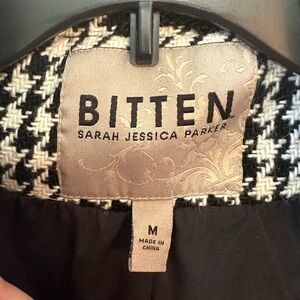 BITTEN
SARAH JESSICA PARKER
M
MADE IN
CHINA